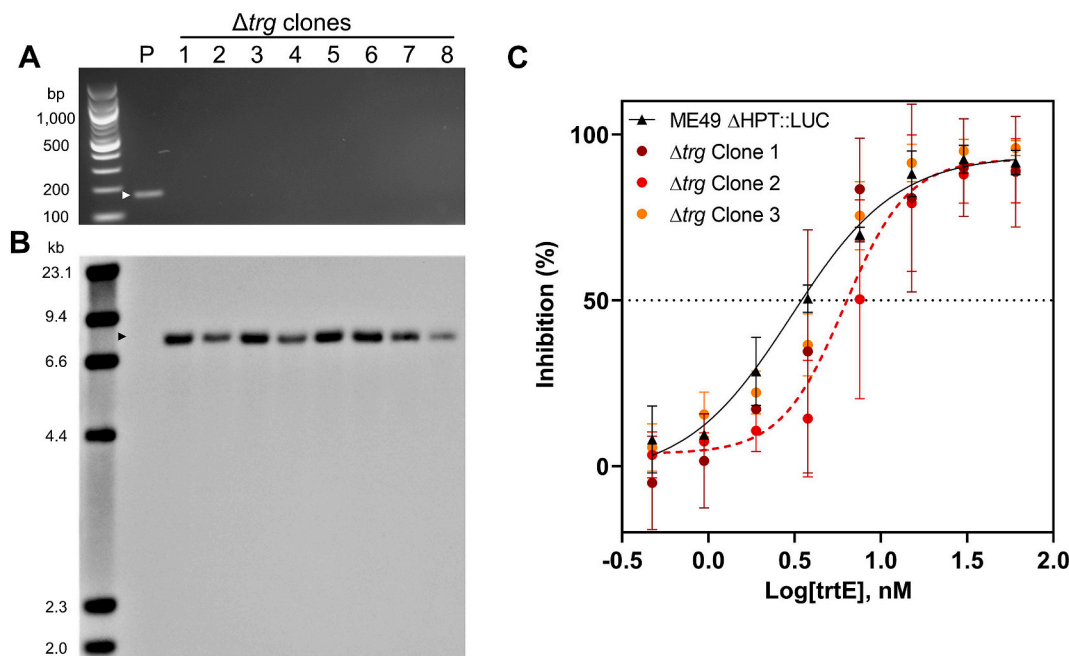 Δtrg clones
P 1 2 3 4 5 6 7 8
A
bp
1,000
500
200
100
B
kb
23.1
9.4
6.6
4.4
2.3
2.0
C
ME49 ΔHPT::LUC
Δtrg Clone 1
Δtrg Clone 2
Δtrg Clone 3
Inhibition (%)
100
50
0
-0.5 0.0 0.5 1.0 1.5 2.0
Log[trtE], nM